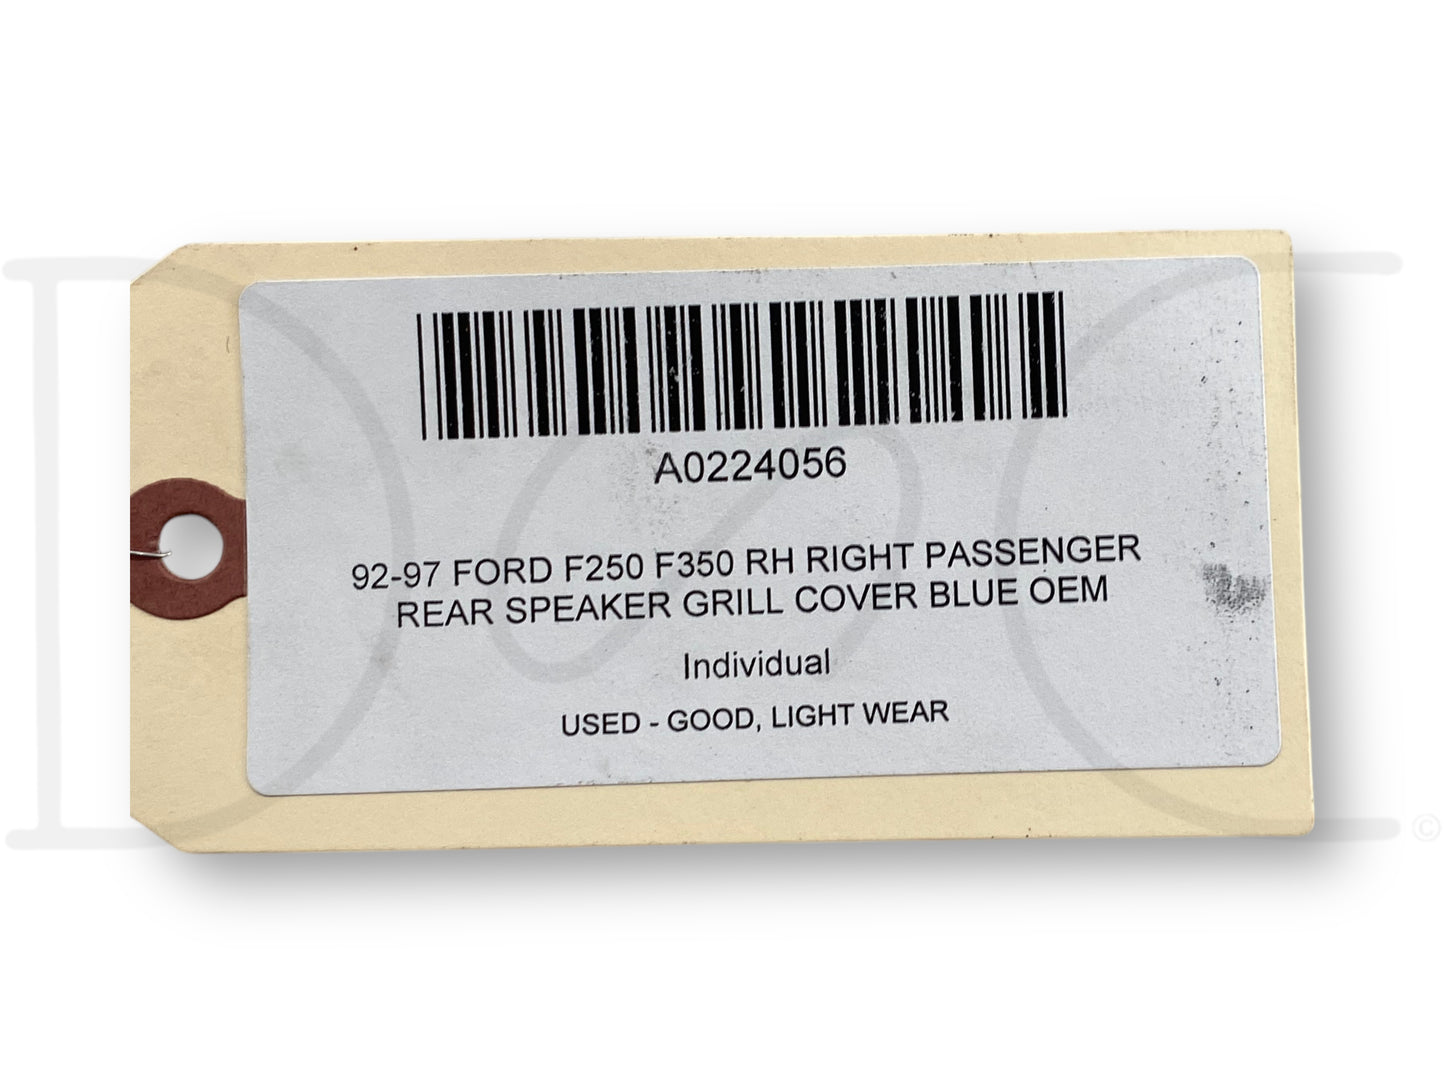 A0224056
92-97 FORD F250 F350 RH RIGHT PASSENGER
REAR SPEAKER GRILL COVER BLUE OEM
Individual
USED - GOOD, LIGHT WEAR
©